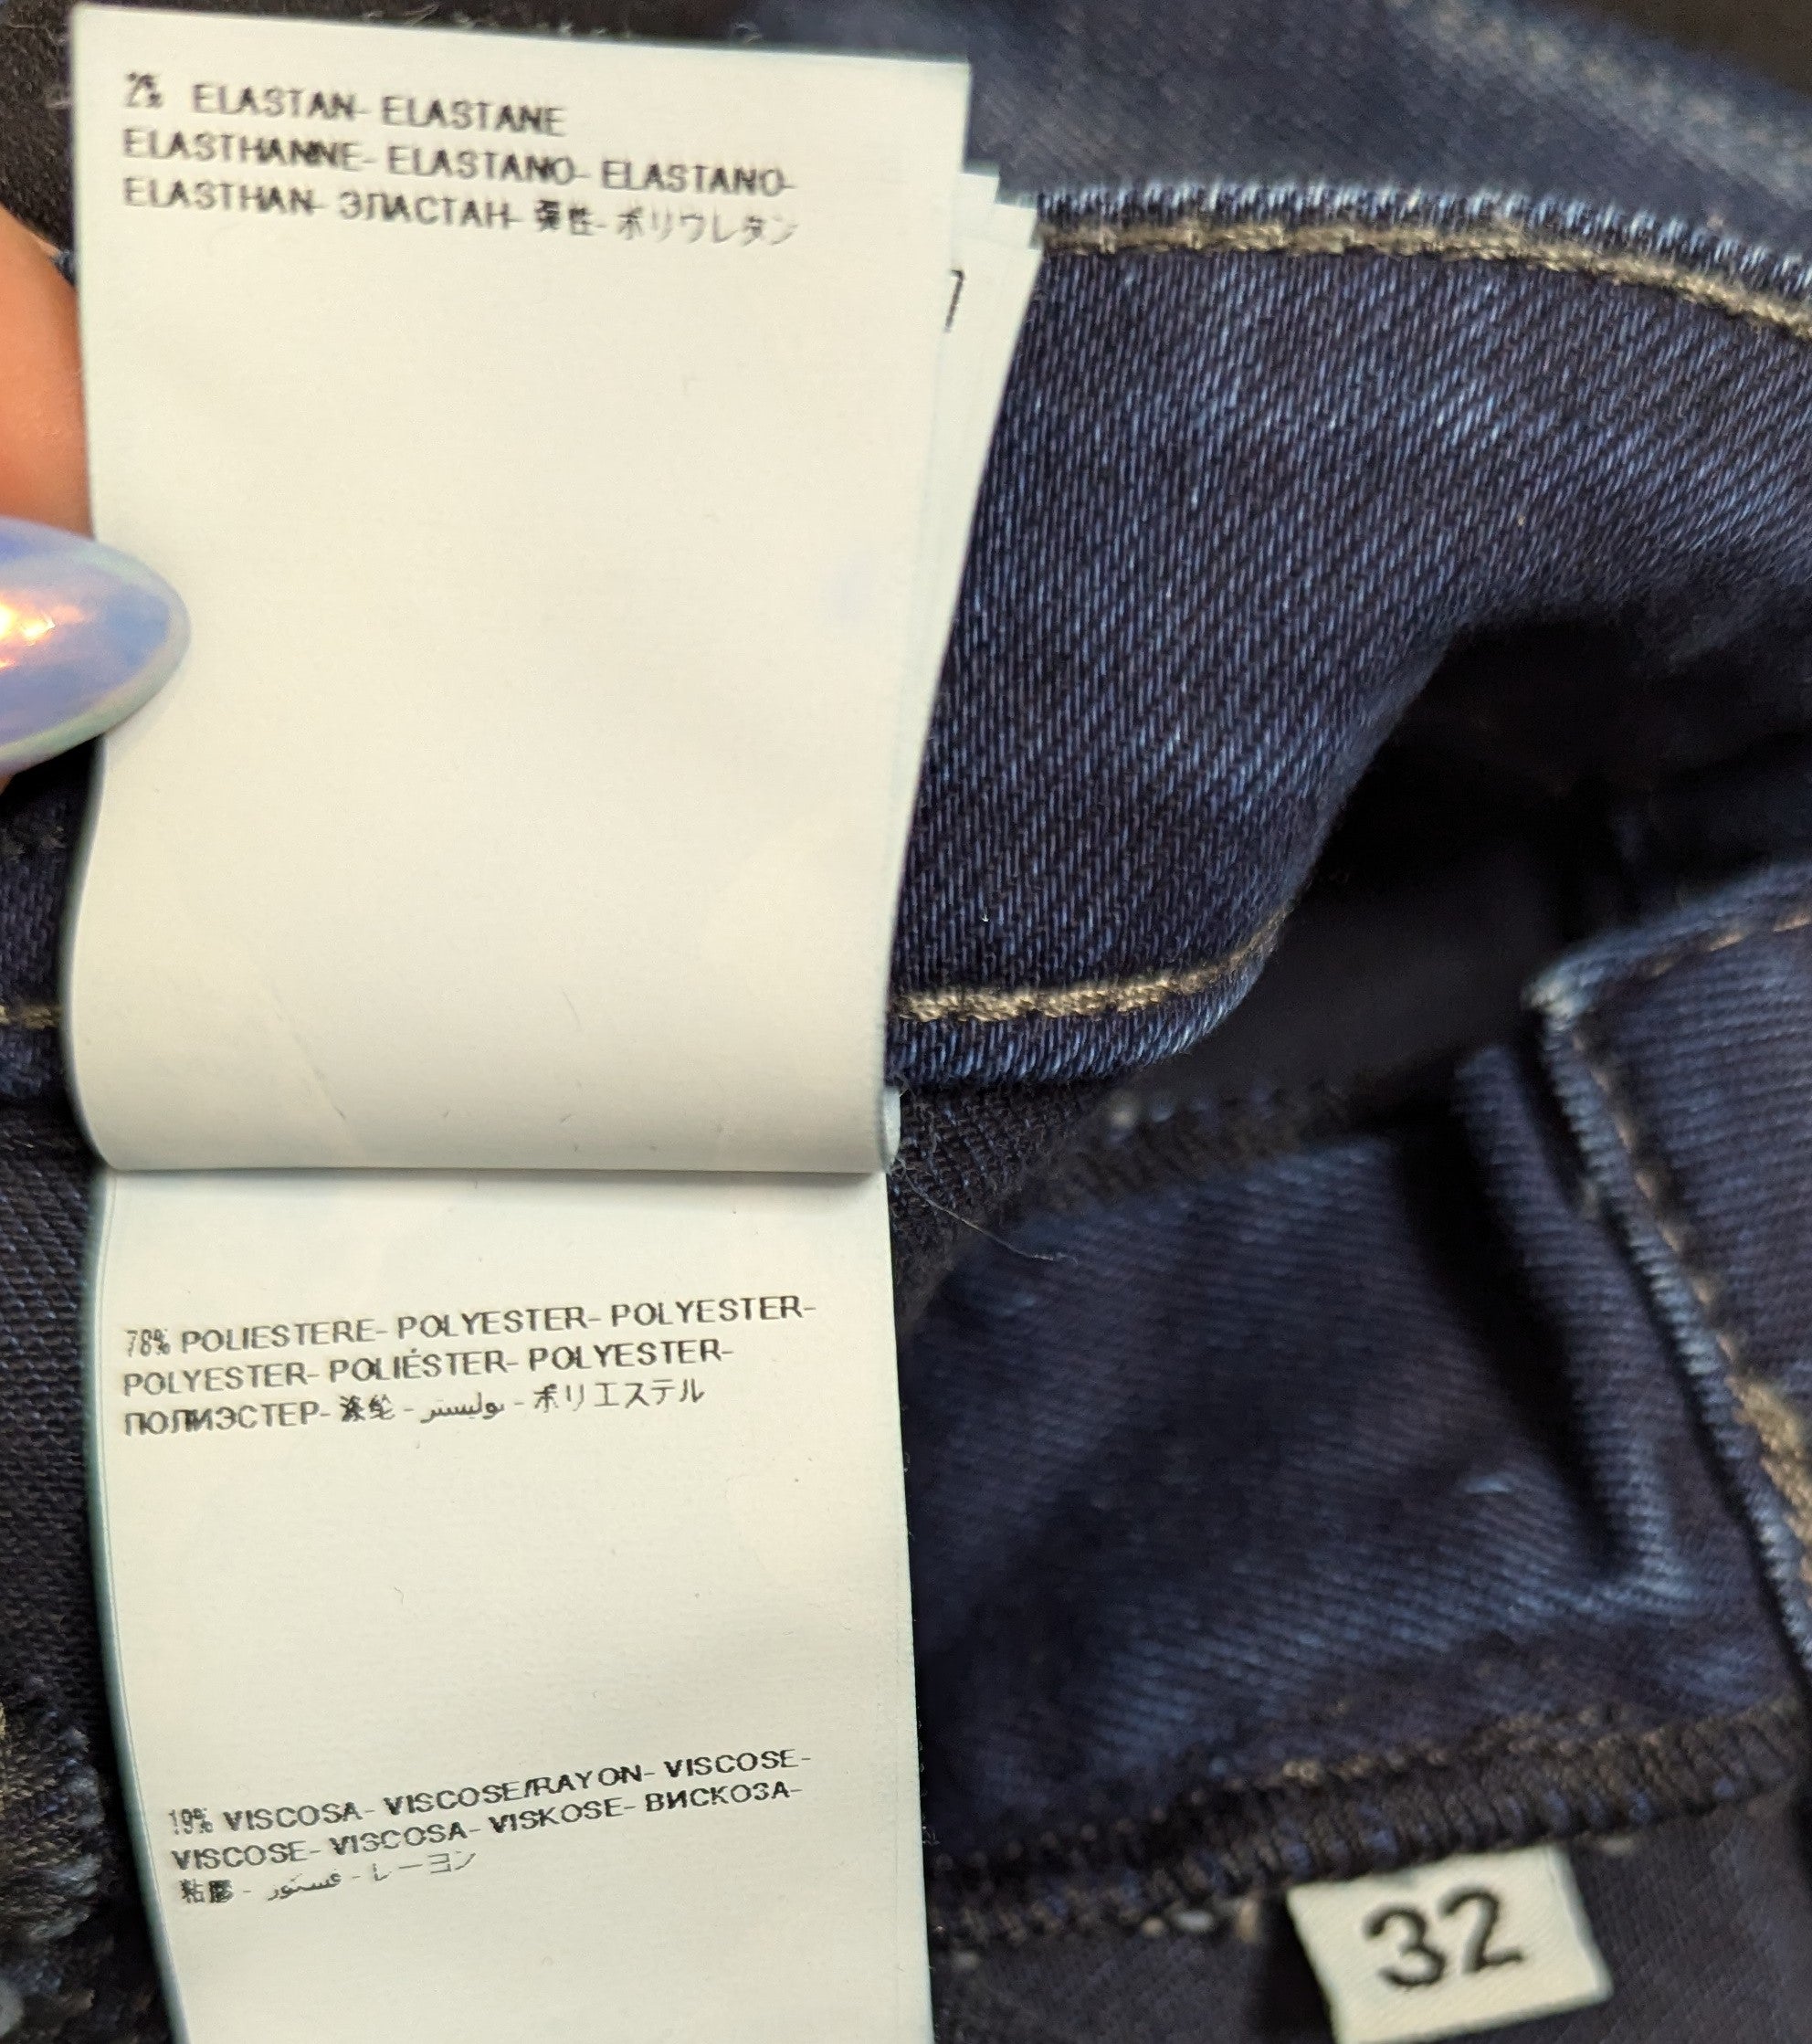 2% ELASTAN- ELASTANE
ELASTHANNE- ELASTANO- ELASTANO-
ELASTHAN- ЭЛАСТАН- 弹性- ポリウレタン
78% POLIESTERE- POLYESTER- POLYESTER-
POLYESTER- POLIÉSTER- POLYESTER-
ПОЛИЭСТЕР- 涤纶 - بوليستر - ポリエステル
19% VISCOSA- VISCOSE/RAYON- VISCOSE-
VISCOSE- VISCOSA- VISKOSE- ВИСКОЗА-
粘膠 - فستور - レーヨン
32